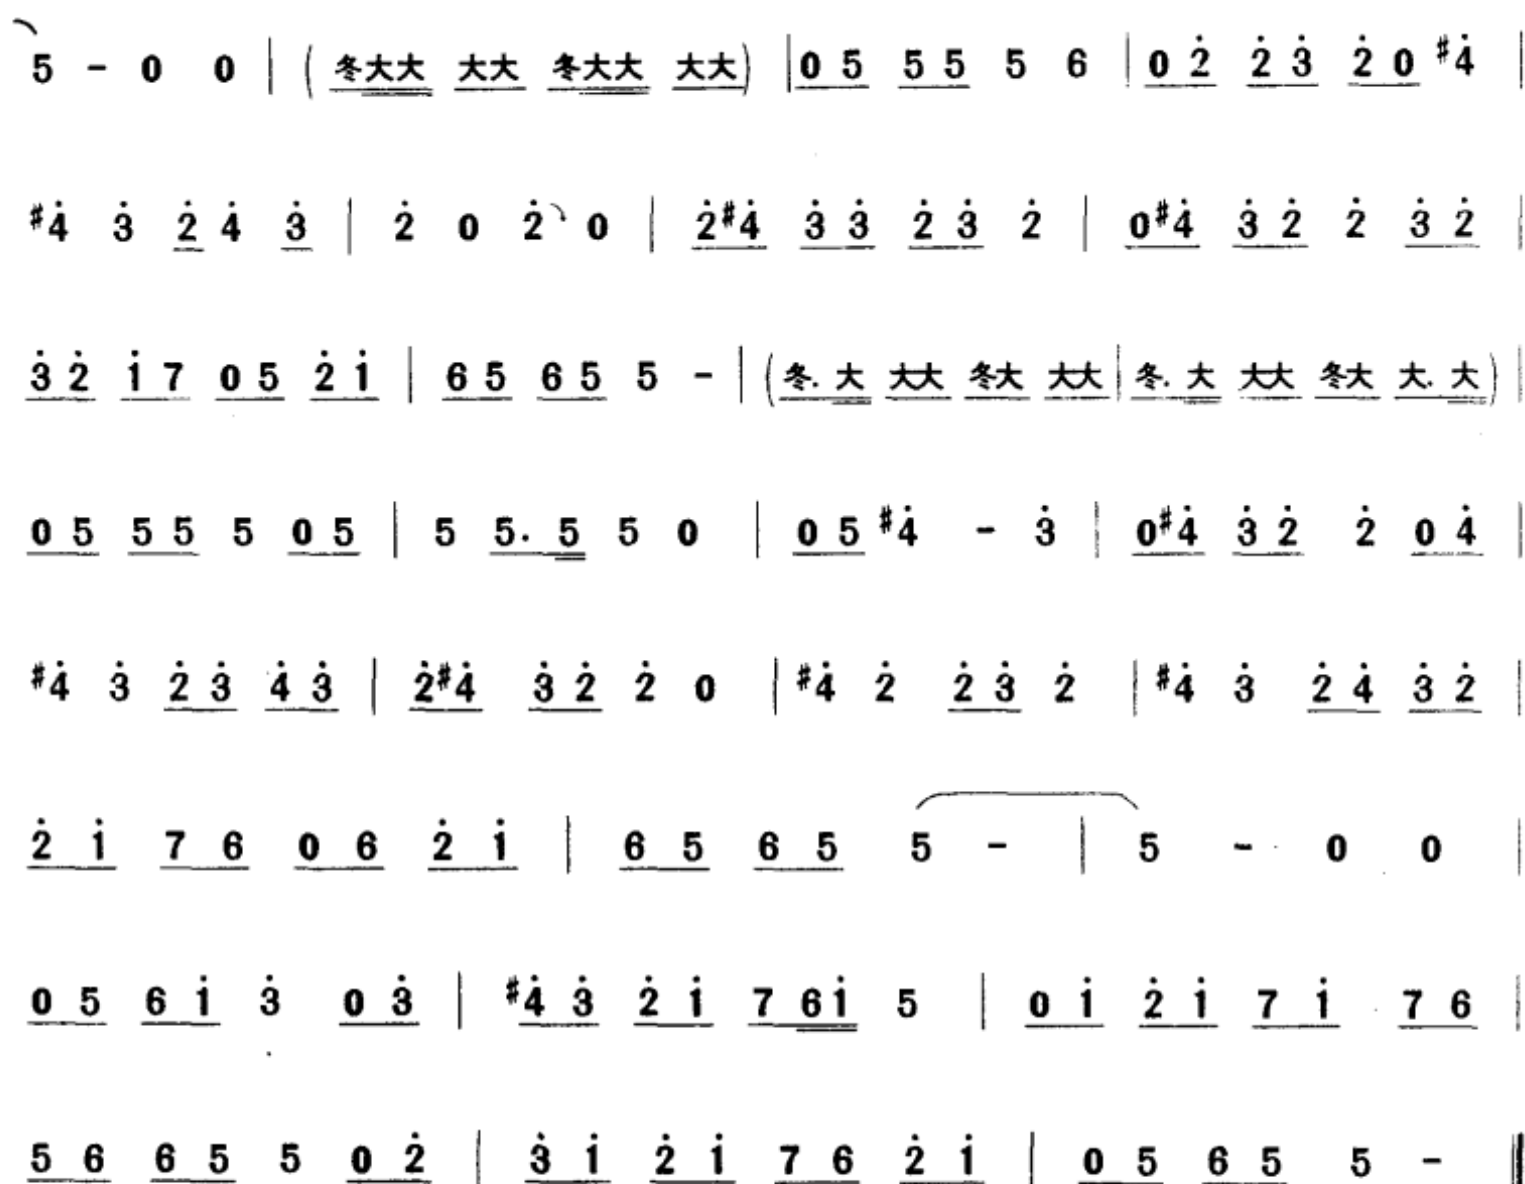 5 - 0 0 | (冬大大 大大 冬大大 大大) | 0 5 5 5 5 6 | 0 2̇ 2̇ 3̇ 2̇ 0 #4̇ |
#4̇ 3̇ 2̇ 4̇ 3̇ | 2̇ 0 2̇ 0 | 2̇ #4̇ 3̇ 3̇ 2̇ 3̇ 2̇ | 0 #4̇ 3̇ 2̇ 2̇ 3̇ 2̇ |
3̇ 2̇ 1̇ 7 0 5 2̇ 1̇ | 6 5 6 5 5 - | (冬. 大 大大 冬大 大大 | 冬. 大 大大 冬大 大. 大) |
0 5 5 5 5 0 5 | 5 5. 5 5 0 | 0 5 #4̇ - 3̇ | 0 #4̇ 3̇ 2̇ 2̇ 0 4̇ |
#4̇ 3̇ 2̇ 3̇ 4̇ 3̇ | 2̇ #4̇ 3̇ 2̇ 2̇ 0 | #4̇ 2̇ 2̇ 3̇ 2̇ | #4̇ 3̇ 2̇ 4̇ 3̇ 2̇ |
2̇ 1̇ 7 6 0 6 2̇ 1̇ | 6 5 6 5 5 - | 5 - 0 0 |
0 5 6 1̇ 3̇ 0 3̇ | #4̇ 3̇ 2̇ 1̇ 7 6 1̇ 5 | 0 1̇ 2̇ 1̇ 7 1̇ 7 6 |
5 6 6 5 5 0 2̇ | 3̇ 1̇ 2̇ 1̇ 7 6 2̇ 1̇ | 0 5 6 5 5 - ‖